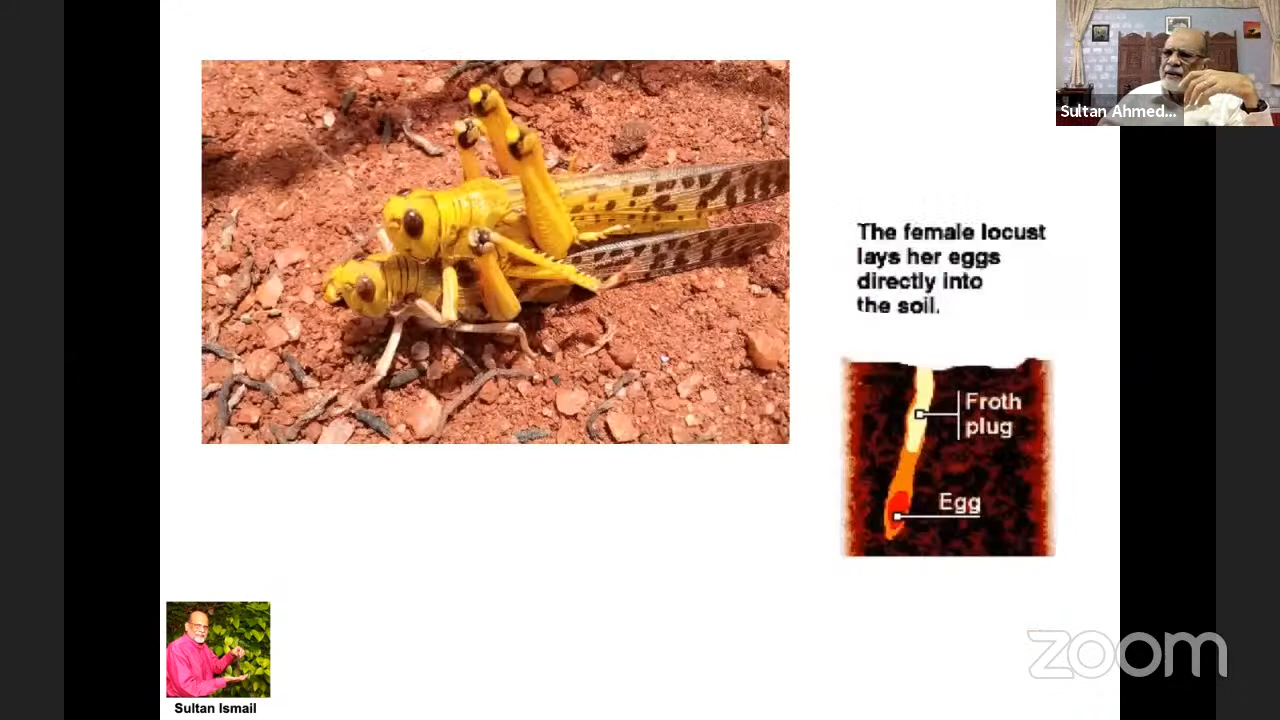 Sultan Ahmed...
The female locust
lays her eggs
directly into
the soil.
Froth
plug
Egg
Sultan Ismail
zoom